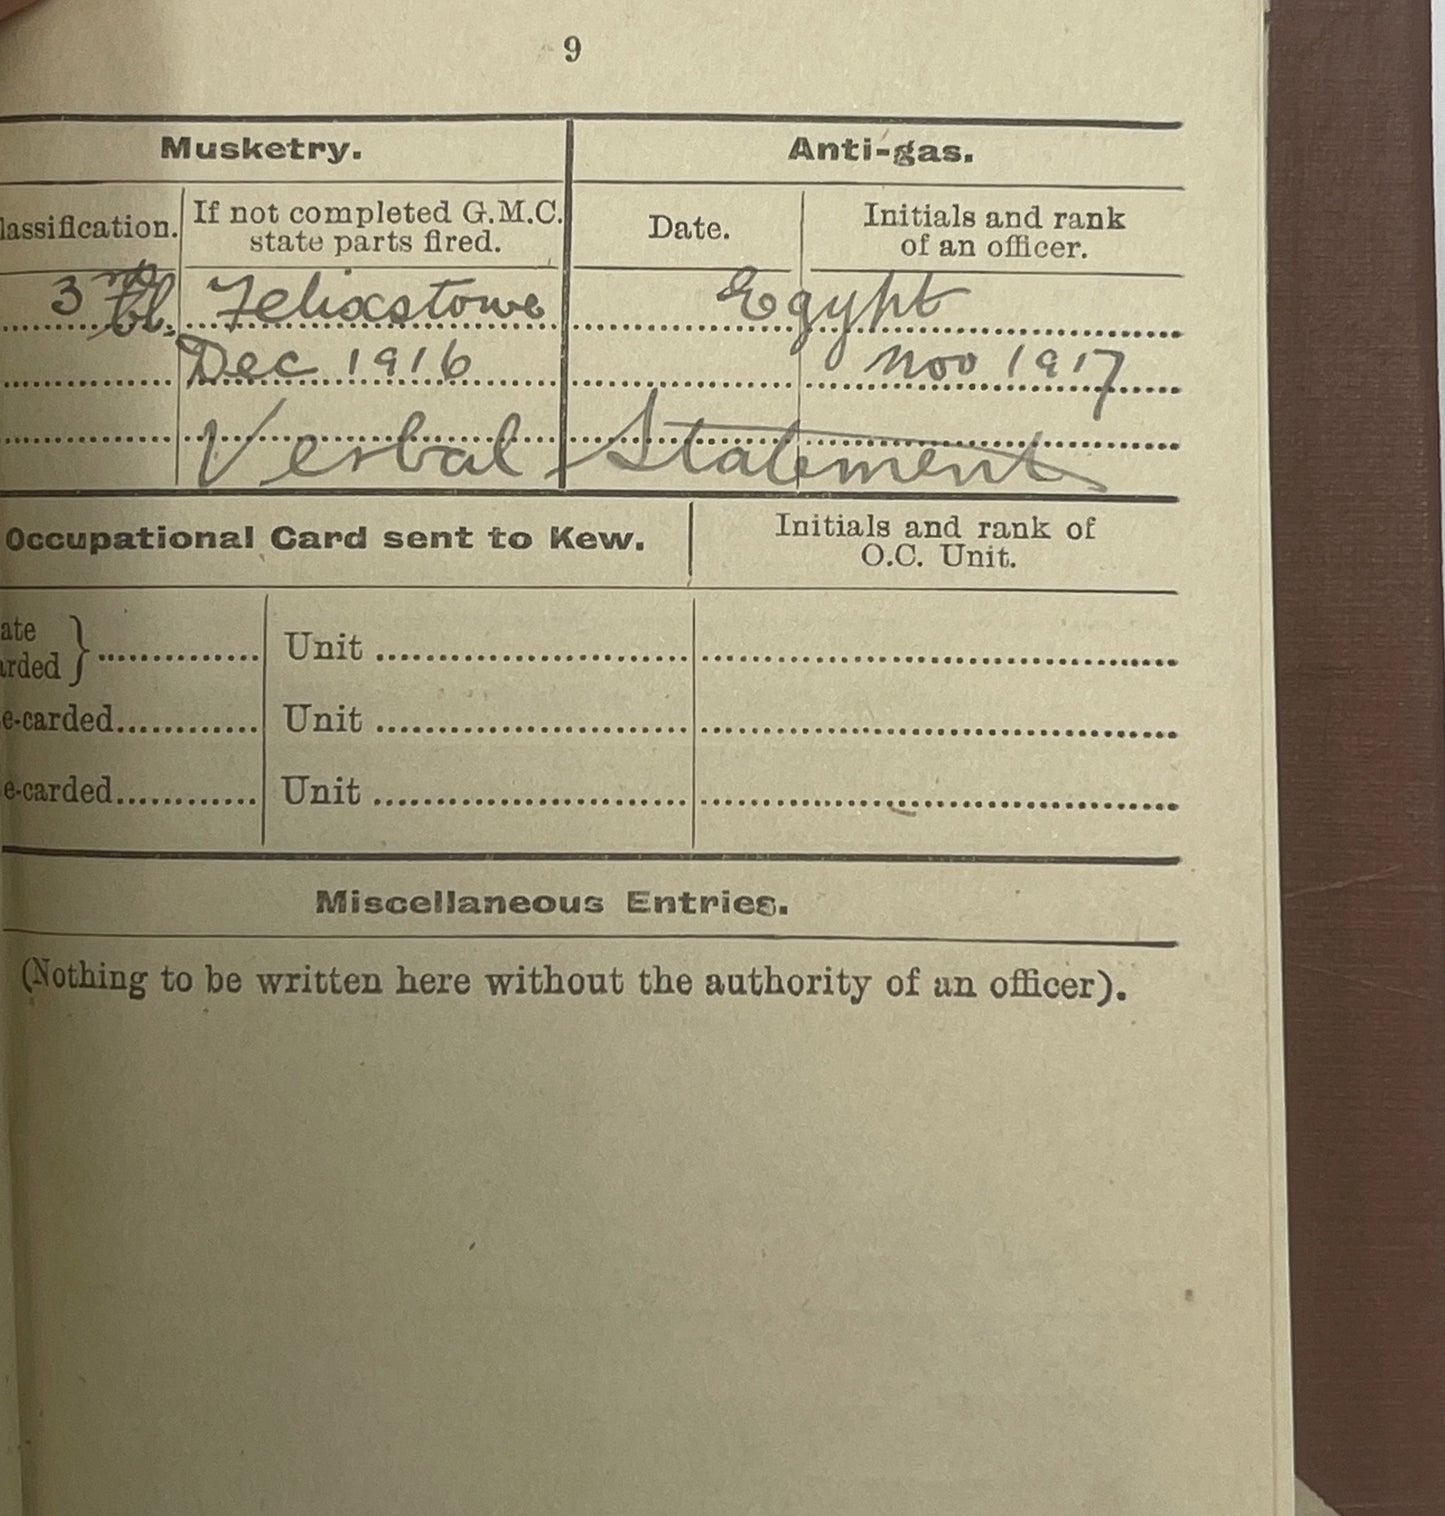 9
Musketry. Anti-gas.
lassification. If not completed G.M.C. state parts fired. Date. Initials and rank of an officer.
3rd Cl. Felixstowe Egypt
Dec 1916 Nov 1917
Verbal Statement
Occupational Card sent to Kew. Initials and rank of O.C. Unit.
ate
arded } Unit
e-carded Unit
e-carded Unit
Miscellaneous Entries.
(Nothing to be written here without the authority of an officer).